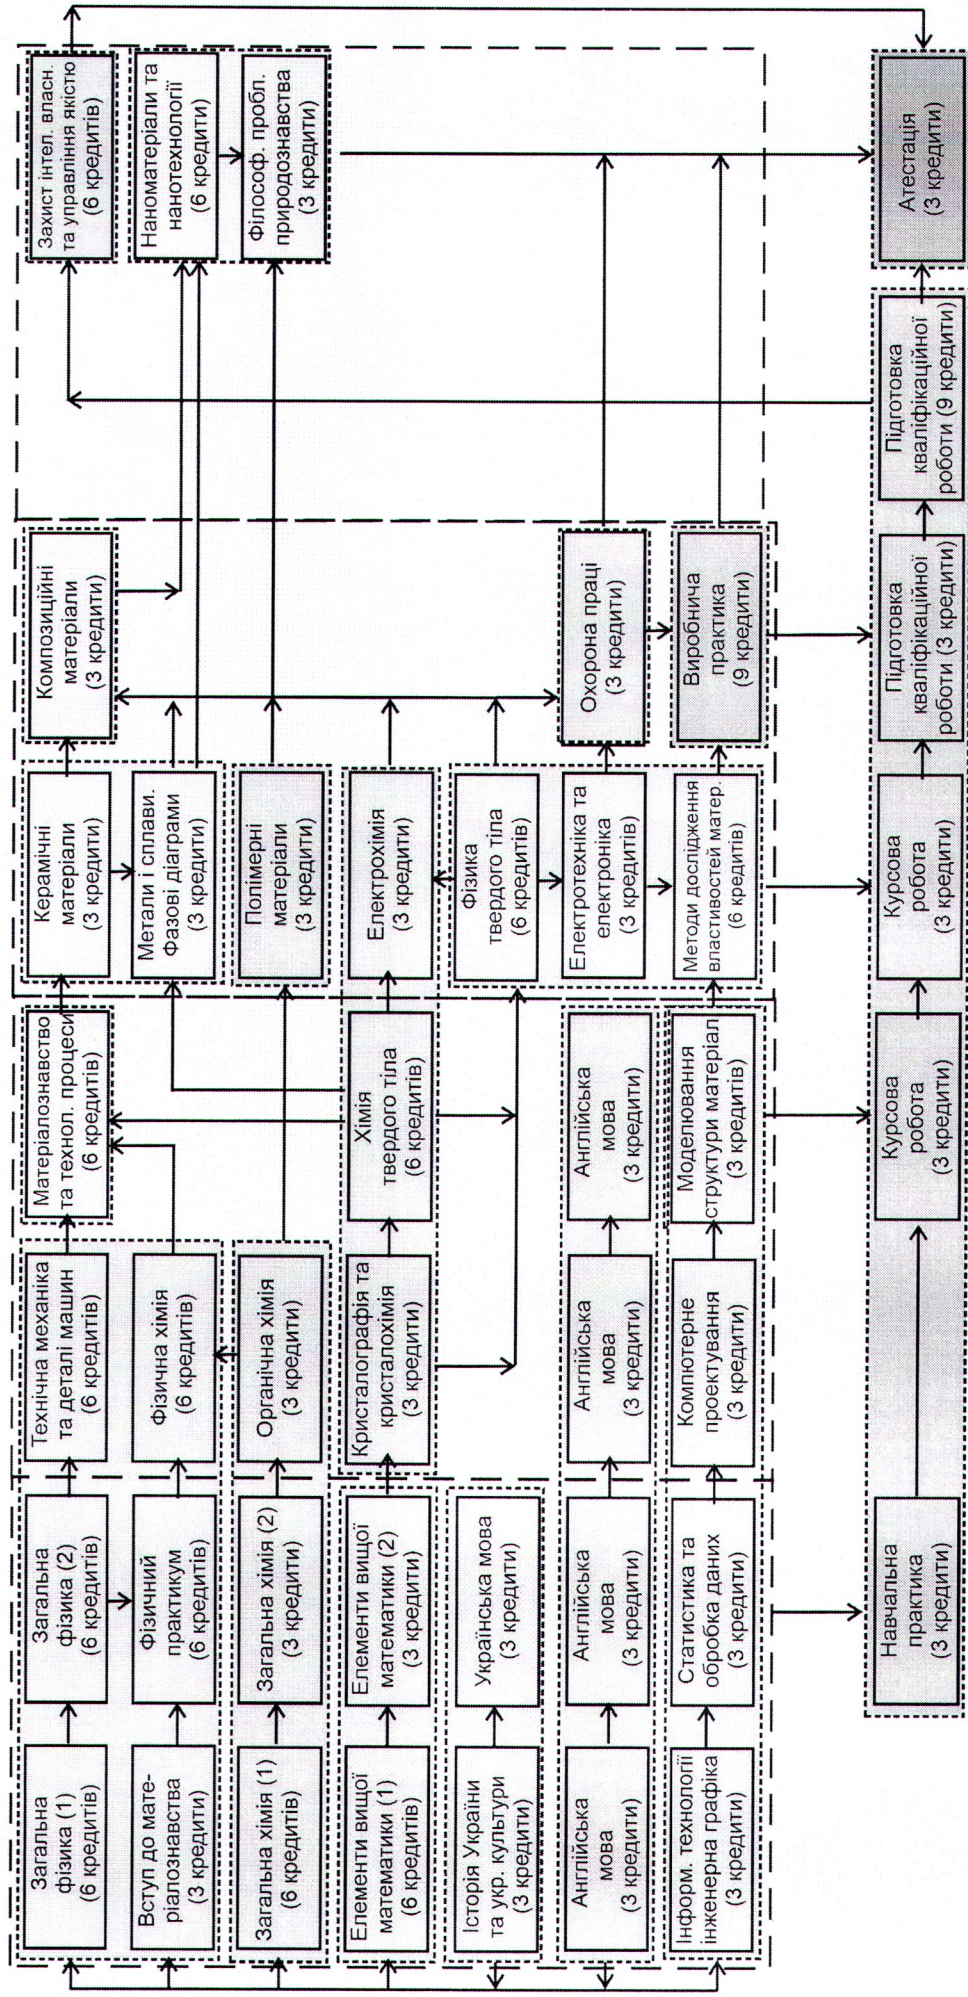 Загальна
фізика (1)
(6 кредитів)
Загальна
фізика (2)
(6 кредитів)
Технічна механіка
та деталі машин
(6 кредитів)
Матеріалознавство
та технол. процеси
(6 кредитів)
Керамічні
матеріали
(3 кредити)
Композиційні
матеріали
(3 кредити)
Захист інтел. власн.
та управління якістю
(6 кредитів)
Вступ до мате-
ріалознавства
(3 кредити)
Фізичний
практикум
(6 кредитів)
Фізична хімія
(6 кредитів)
Метали і сплави.
Фазові діаграми
(3 кредити)
Наноматеріали та
нанотехнології
(6 кредити)
Загальна хімія (1)
(6 кредитів)
Загальна хімія (2)
(3 кредити)
Органічна хімія
(3 кредити)
Полімерні
матеріали
(3 кредити)
Філософ. пробл.
природознавства
(3 кредити)
Елементи вищої
математики (1)
(6 кредитів)
Елементи вищої
математики (2)
(3 кредити)
Кристалографія та
кристалохімія
(3 кредити)
Хімія
твердого тіла
(6 кредитів)
Електрохімія
(3 кредити)
Історія України
та укр. культури
(3 кредити)
Українська мова
(3 кредити)
Фізика
твердого тіла
(6 кредитів)
Англійська
мова
(3 кредити)
Англійська
мова
(3 кредити)
Англійська
мова
(3 кредити)
Англійська
мова
(3 кредити)
Електротехніка та
електроніка
(3 кредитів)
Охорона праці
(3 кредити)
Інформ. технології
інженерна графіка
(3 кредити)
Статистика та
обробка даних
(3 кредити)
Компютерне
проектування
(3 кредити)
Моделювання
структури матеріал
(3 кредитів)
Методи дослідження
властивостей матер.
(6 кредитів)
Виробнича
практика
(9 кредити)
Навчальна
практика
(3 кредити)
Курсова
робота
(3 кредити)
Курсова
робота
(3 кредити)
Підготовка
кваліфікаційної
роботи (3 кредити)
Підготовка
кваліфікаційної
роботи (9 кредити)
Атестація
(3 кредити)